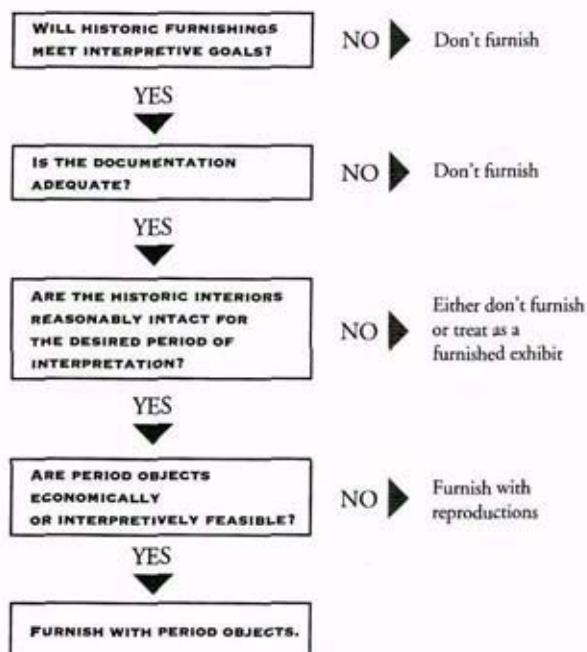 WILL HISTORIC FURNISHINGS
MEET INTERPRETIVE GOALS?
NO
Don't furnish
YES
IS THE DOCUMENTATION
ADEQUATE?
NO
Don't furnish
YES
ARE THE HISTORIC INTERIORS
REASONABLY INTACT FOR
THE DESIRED PERIOD OF
INTERPRETATION?
NO
Either don't furnish
or treat as a
furnished exhibit
YES
ARE PERIOD OBJECTS
ECONOMICALLY
OR INTERPRETIVELY FEASIBLE?
NO
Furnish with
reproductions
YES
FURNISH WITH PERIOD OBJECTS.